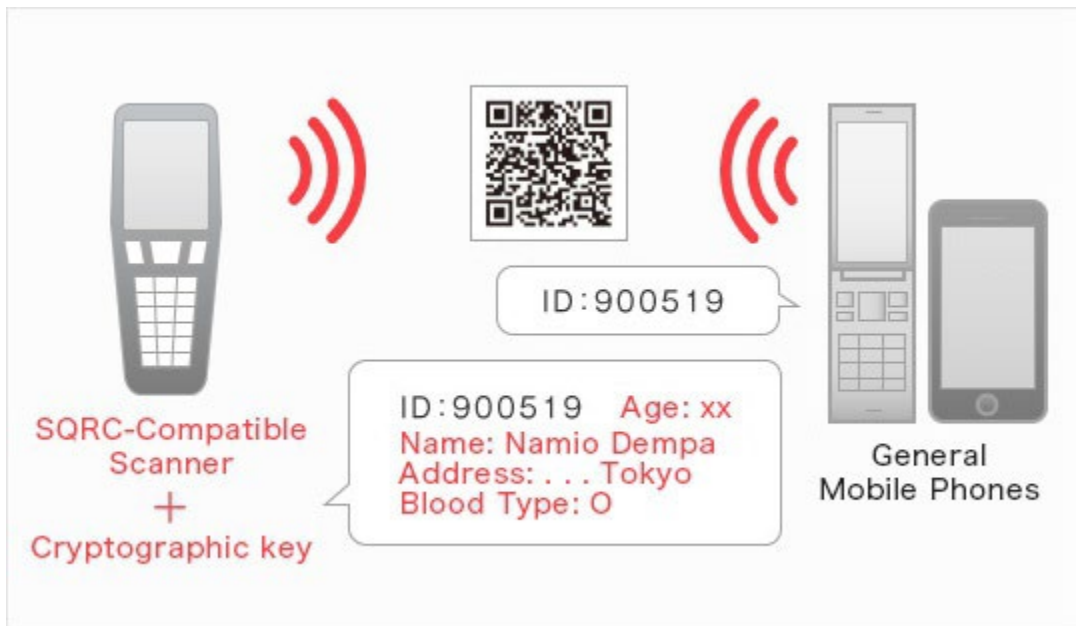 ID:900519
ID:900519 Age: xx
Name: Namio Dempa
Address: . . . Tokyo
Blood Type: O
SQRC-Compatible
Scanner
+
Cryptographic key
General
Mobile Phones